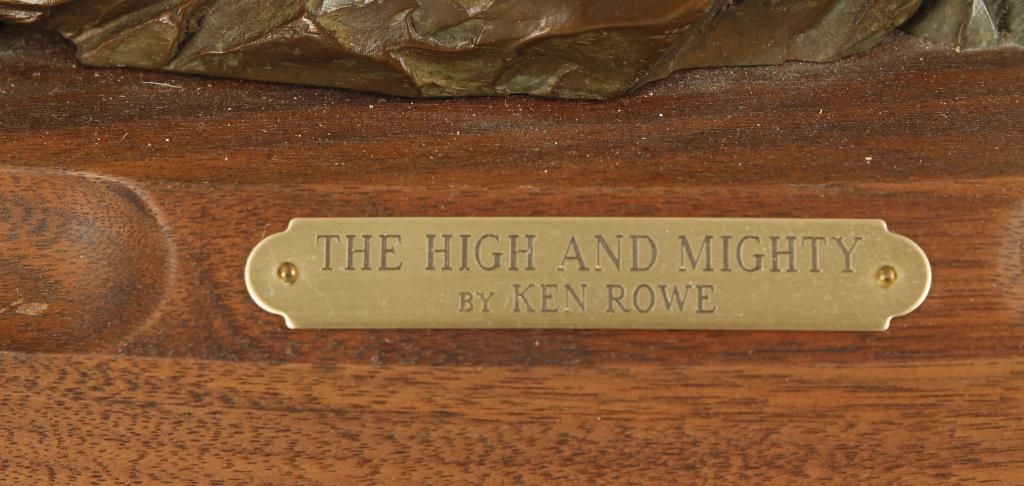 THE HIGH AND MIGHTY
BY KEN ROWE